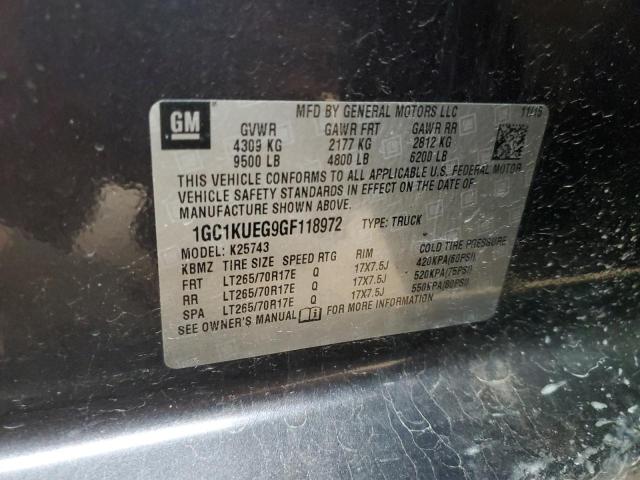 GM
MFD BY GENERAL MOTORS LLC 11/15
GVWR GAWR FRT GAWR RR
4309 KG 2177 KG 2812 KG
9500 LB 4800 LB 6200 LB
THIS VEHICLE CONFORMS TO ALL APPLICABLE U.S. FEDERAL MOTOR
VEHICLE SAFETY STANDARDS IN EFFECT ON THE DATE OF
MANUFACTURE SHOWN ABOVE.
1GC1KUEG9GF118972 TYPE: TRUCK
MODEL: K25743
KBMZ TIRE SIZE SPEED RTG RIM COLD TIRE PRESSURE
FRT LT265/70R17E Q 17X7.5J 420KPA(60PSI)
RR LT265/70R17E Q 17X7.5J 520KPA(75PSI)
SPA LT265/70R17E Q 17X7.5J 550KPA(80PSI)
SEE OWNER'S MANUAL FOR MORE INFORMATION